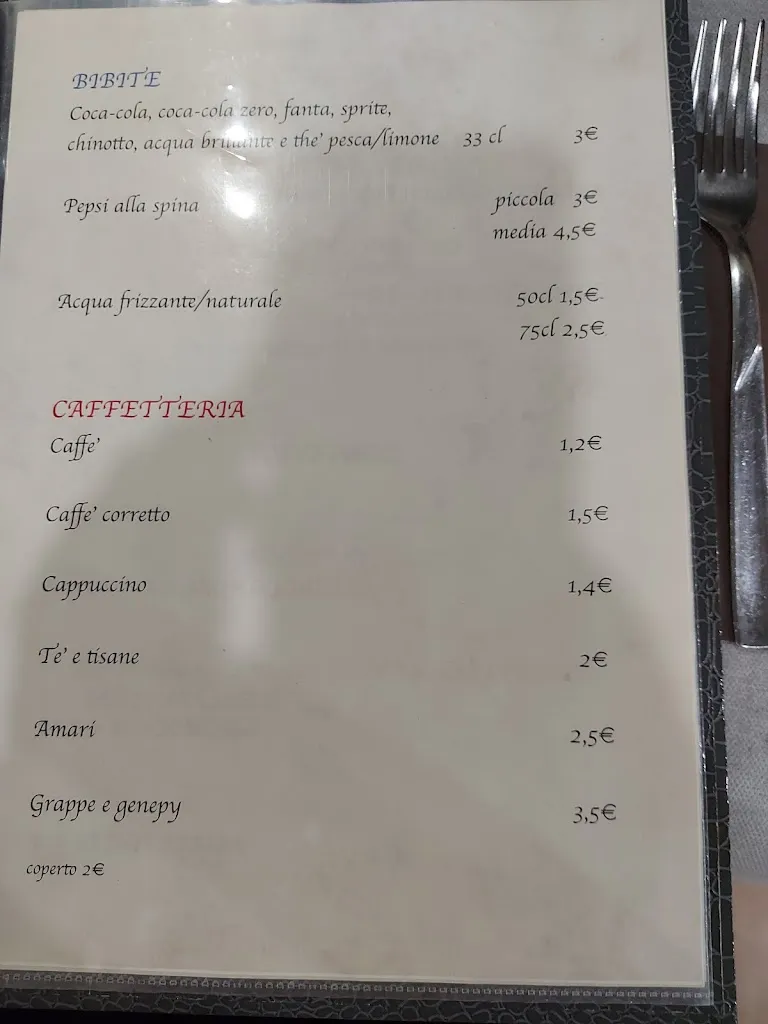 BIBITE
Coca-cola, coca-cola zero, fanta, sprite,
chinotto, acqua brillante e the' pesca/limone 33 cl 3€
Pepsi alla spina piccola 3€
media 4,5€
Acqua frizzante/naturale 50cl 1,5€
75cl 2,5€
CAFFETTERIA
Caffe' 1,2€
Caffe' corretto 1,5€
Cappuccino 1,4€
Te' e tisane 2€
Amari 2,5€
Grappe e genepy 3,5€
coperto 2€